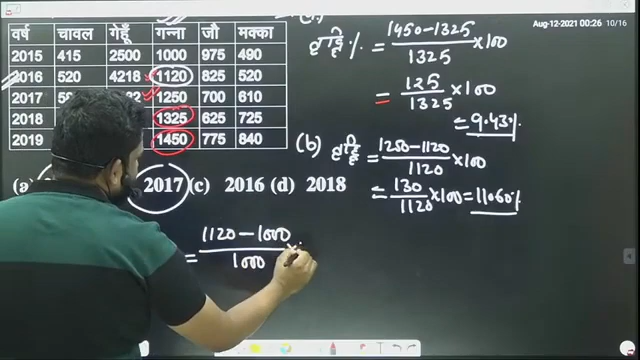 Aug-12-2021 00:26 10/16
वर्ष चावल गेहूँ गन्ना जौ मक्का
2015 415 2500 1000 975 490
2016 520 4218 1120 825 520
2017 1250 700 610
2018 1325 625 725
2019 1450 775 840
(a) 2017 (c) 2016 (d) 2018
वृद्धि % = 1450-1325 / 1325 ×100
= 125 / 1325 ×100
= 9.43%
(b) वृद्धि = 1250-1120 / 1120 ×100
= 130 / 1120 ×100 = 11.60%
= 1120-1000 / 1000